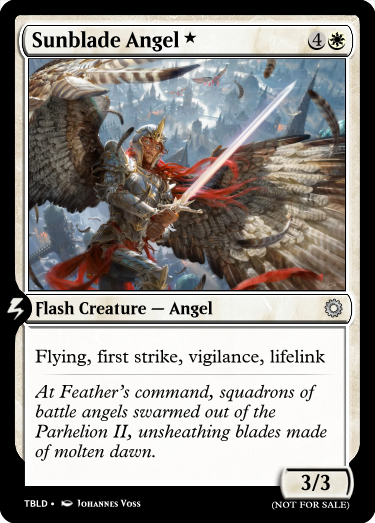 Sunblade Angel★ 4
Flash Creature — Angel
Flying, first strike, vigilance, lifelink
At Feather's command, squadrons of
battle angels swarmed out of the
Parhelion II, unsheathing blades made
of molten dawn.
3/3
TBLD • Johannes Voss
(NOT FOR SALE)